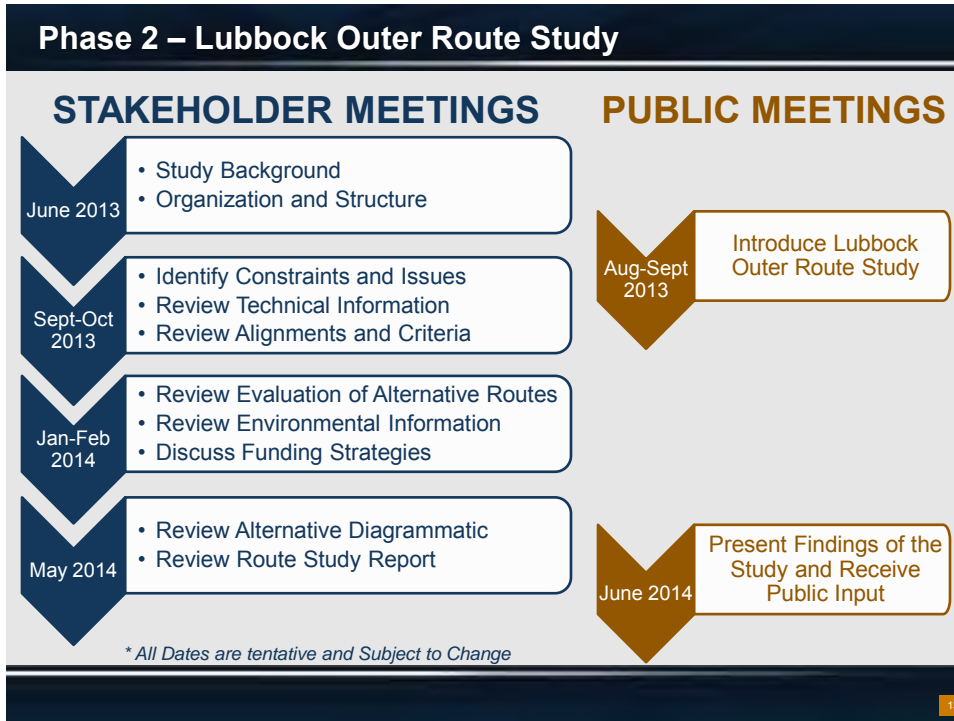 Phase 2 – Lubbock Outer Route Study
STAKEHOLDER MEETINGS
June 2013
• Study Background
• Organization and Structure
Sept-Oct
2013
• Identify Constraints and Issues
• Review Technical Information
• Review Alignments and Criteria
Jan-Feb
2014
• Review Evaluation of Alternative Routes
• Review Environmental Information
• Discuss Funding Strategies
May 2014
• Review Alternative Diagrammatic
• Review Route Study Report
* All Dates are tentative and Subject to Change
PUBLIC MEETINGS
Aug-Sept
2013
Introduce Lubbock
Outer Route Study
June 2014
Present Findings of the
Study and Receive
Public Input